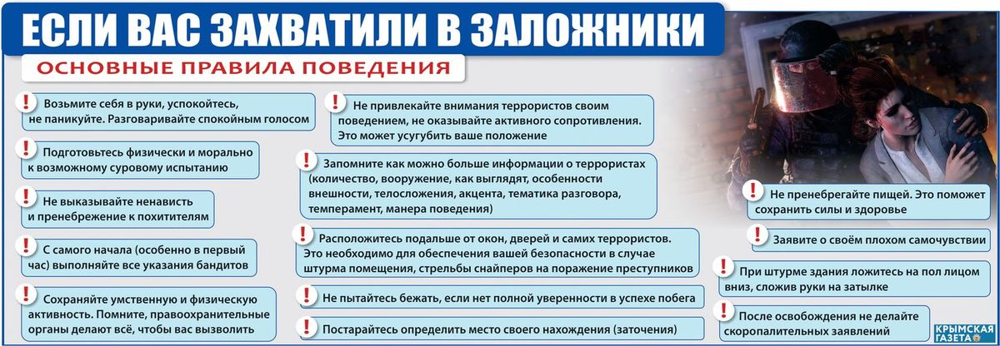 ЕСЛИ ВАС ЗАХВАТИЛИ В ЗАЛОЖНИКИ
ОСНОВНЫЕ ПРАВИЛА ПОВЕДЕНИЯ
! Возьмите себя в руки, успокойтесь,
не паникуйте. Разговаривайте спокойным голосом
! Подготовьтесь физически и морально
к возможному суровому испытанию
! Не выказывайте ненависть
и пренебрежение к похитителям
! С самого начала (особенно в первый
час) выполняйте все указания бандитов
! Сохраняйте умственную и физическую
активность. Помните, правоохранительные
органы делают всё, чтобы вас вызволить
! Не привлекайте внимания террористов своим
поведением, не оказывайте активного сопротивления.
Это может усугубить ваше положение
! Запомните как можно больше информации о террористах
(количество, вооружение, как выглядят, особенности
внешности, телосложения, акцента, тематика разговора,
темперамент, манера поведения)
! Расположитесь подальше от окон, дверей и самих террористов.
Это необходимо для обеспечения вашей безопасности в случае
штурма помещения, стрельбы снайперов на поражение преступников
! Не пытайтесь бежать, если нет полной уверенности в успехе побега
! Постарайтесь определить место своего нахождения (заточения)
! Не пренебрегайте пищей. Это поможет
сохранить силы и здоровье
! Заявите о своём плохом самочувствии
! При штурме здания ложитесь на пол лицом
вниз, сложив руки на затылке
! После освобождения не делайте
скоропалительных заявлений
КРЫМСКАЯ
ГАЗЕТА